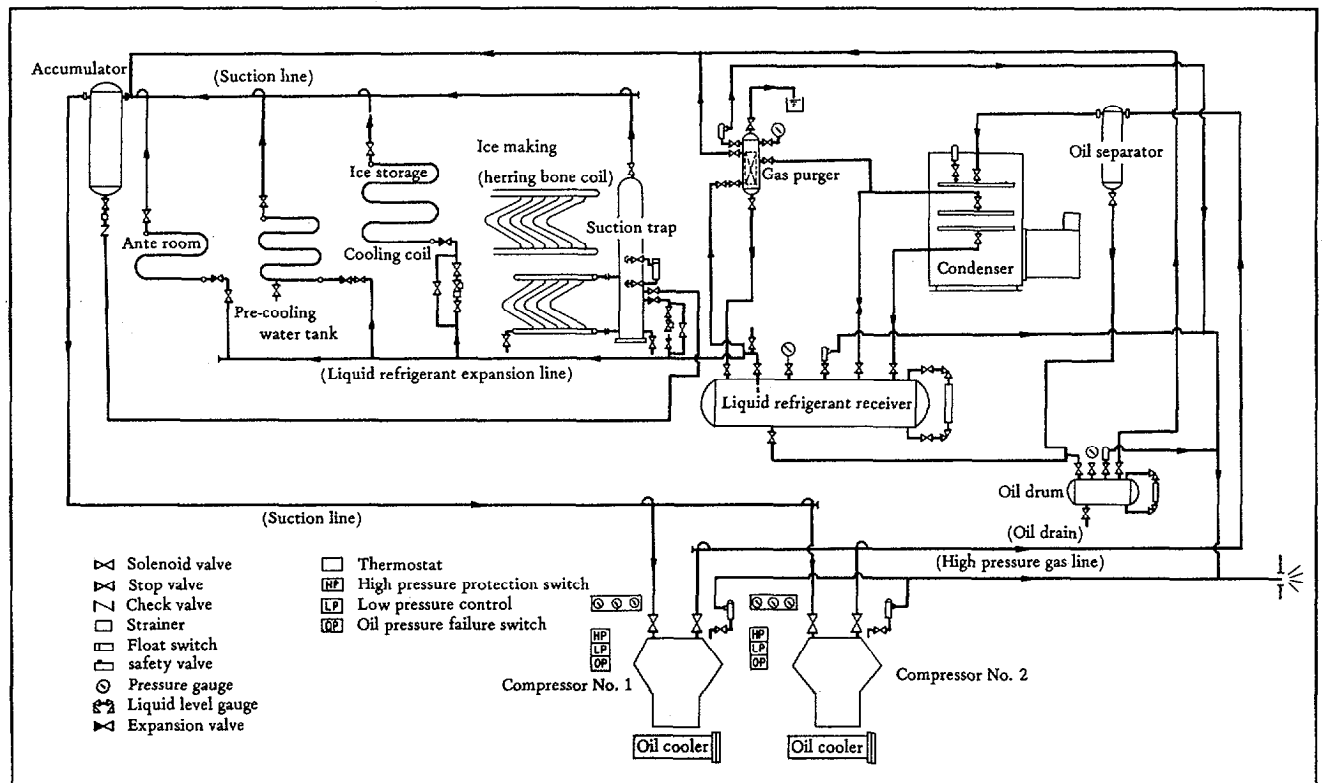 Accumulator
(Suction line)
Ice making
(herring bone coil)
Ice storage
Suction trap
Gas purger
Oil separator
Ante room
Cooling coil
Condenser
Pre-cooling
water tank
(Liquid refrigerant expansion line)
Liquid refrigerant receiver
Oil drum
(Suction line)
(Oil drain)
(High pressure gas line)
Solenoid valve
Stop valve
Check valve
Strainer
Float switch
safety valve
Pressure gauge
Liquid level gauge
Expansion valve
Thermostat
HP High pressure protection switch
LP Low pressure control
OP Oil pressure failure switch
HP
LP
OP
Compressor No. 1
HP
LP
OP
Compressor No. 2
Oil cooler
Oil cooler